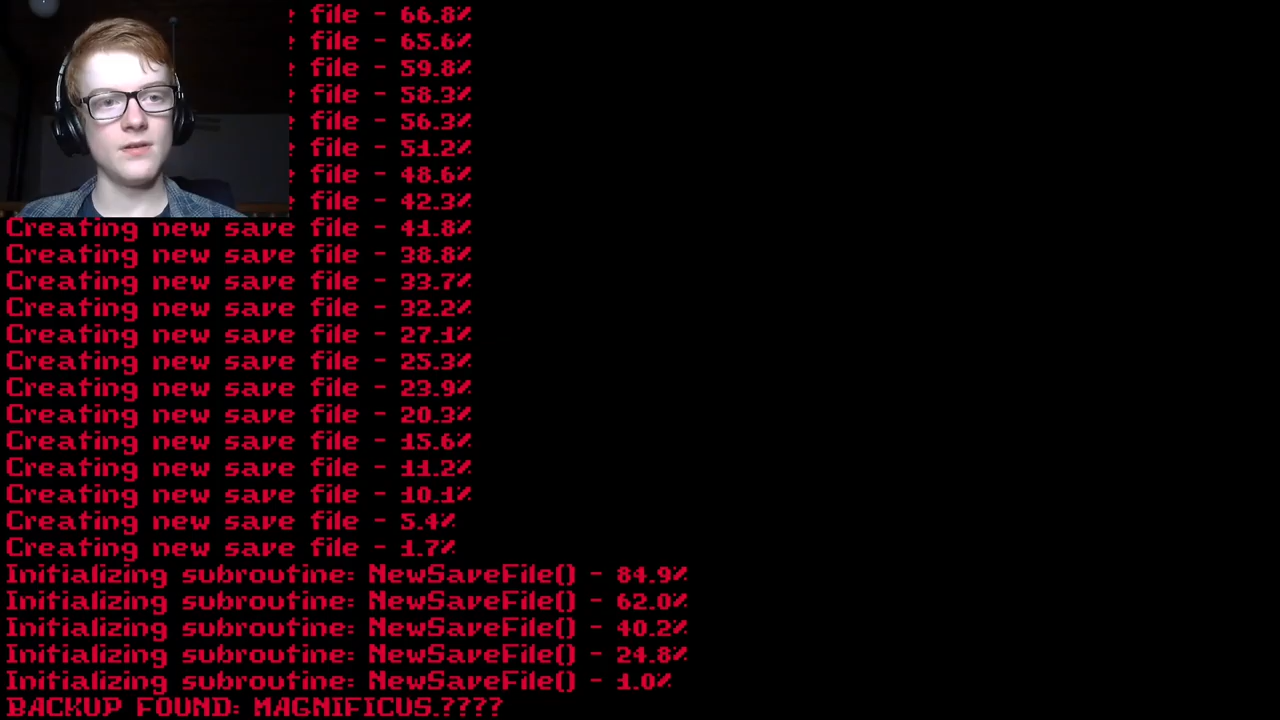 file - 66.8%
file - 65.6%
file - 59.8%
file - 58.3%
file - 56.3%
file - 51.2%
file - 48.6%
file - 42.3%
Creating new save file - 41.8%
Creating new save file - 38.8%
Creating new save file - 33.7%
Creating new save file - 32.2%
Creating new save file - 27.1%
Creating new save file - 25.3%
Creating new save file - 23.9%
Creating new save file - 20.3%
Creating new save file - 15.6%
Creating new save file - 11.2%
Creating new save file - 10.1%
Creating new save file - 5.4%
Creating new save file - 1.7%
Initializing subroutine: NewSaveFile() - 84.9%
Initializing subroutine: NewSaveFile() - 62.0%
Initializing subroutine: NewSaveFile() - 40.2%
Initializing subroutine: NewSaveFile() - 24.8%
Initializing subroutine: NewSaveFile() - 1.0%
BACKUP FOUND: MAGNIFICUS.????